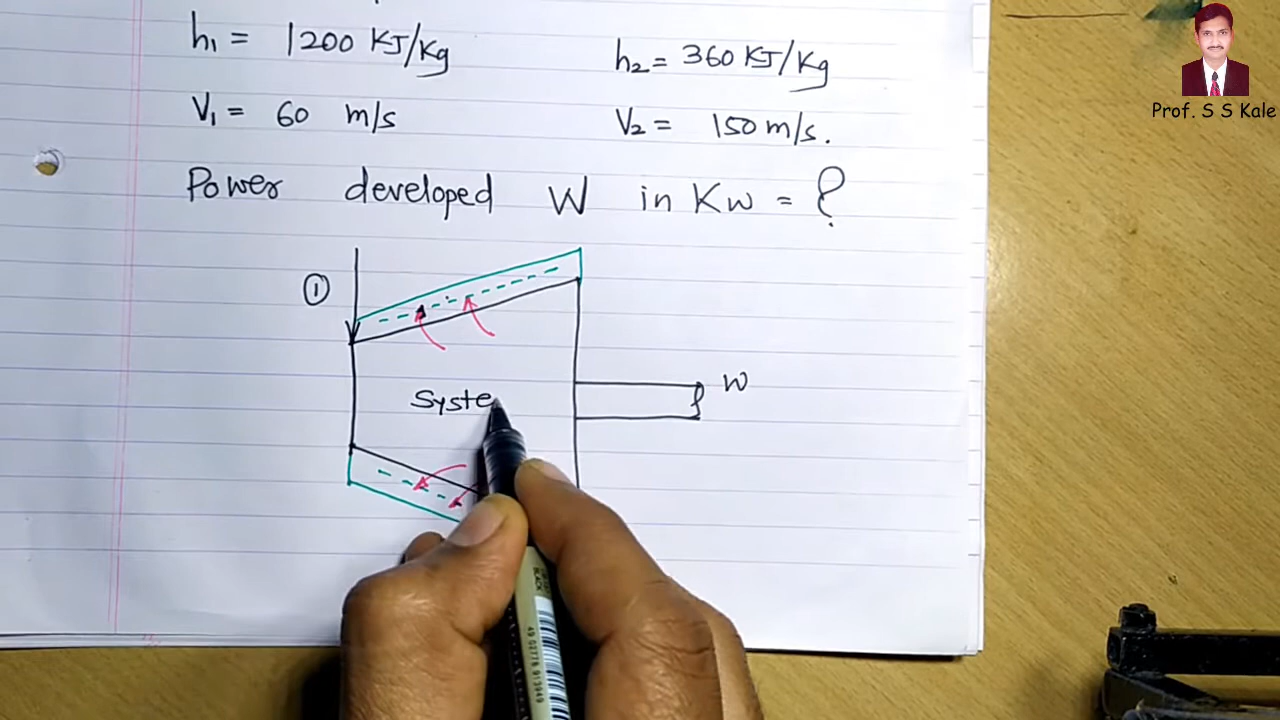 h₁ = 1200 KJ/Kg h₂ = 360 KJ/Kg
V₁ = 60 m/s V₂ = 150 m/s.
Power developed W in Kw = ?
①
W
Syste
Prof. S S Kale